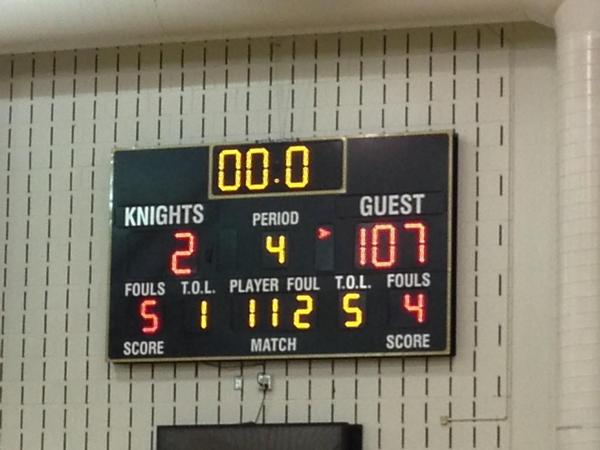 00.0
KNIGHTS PERIOD GUEST
2 4 107
FOULS T.O.L. PLAYER FOUL T.O.L. FOULS
5 1 11 2 5 4
SCORE MATCH SCORE